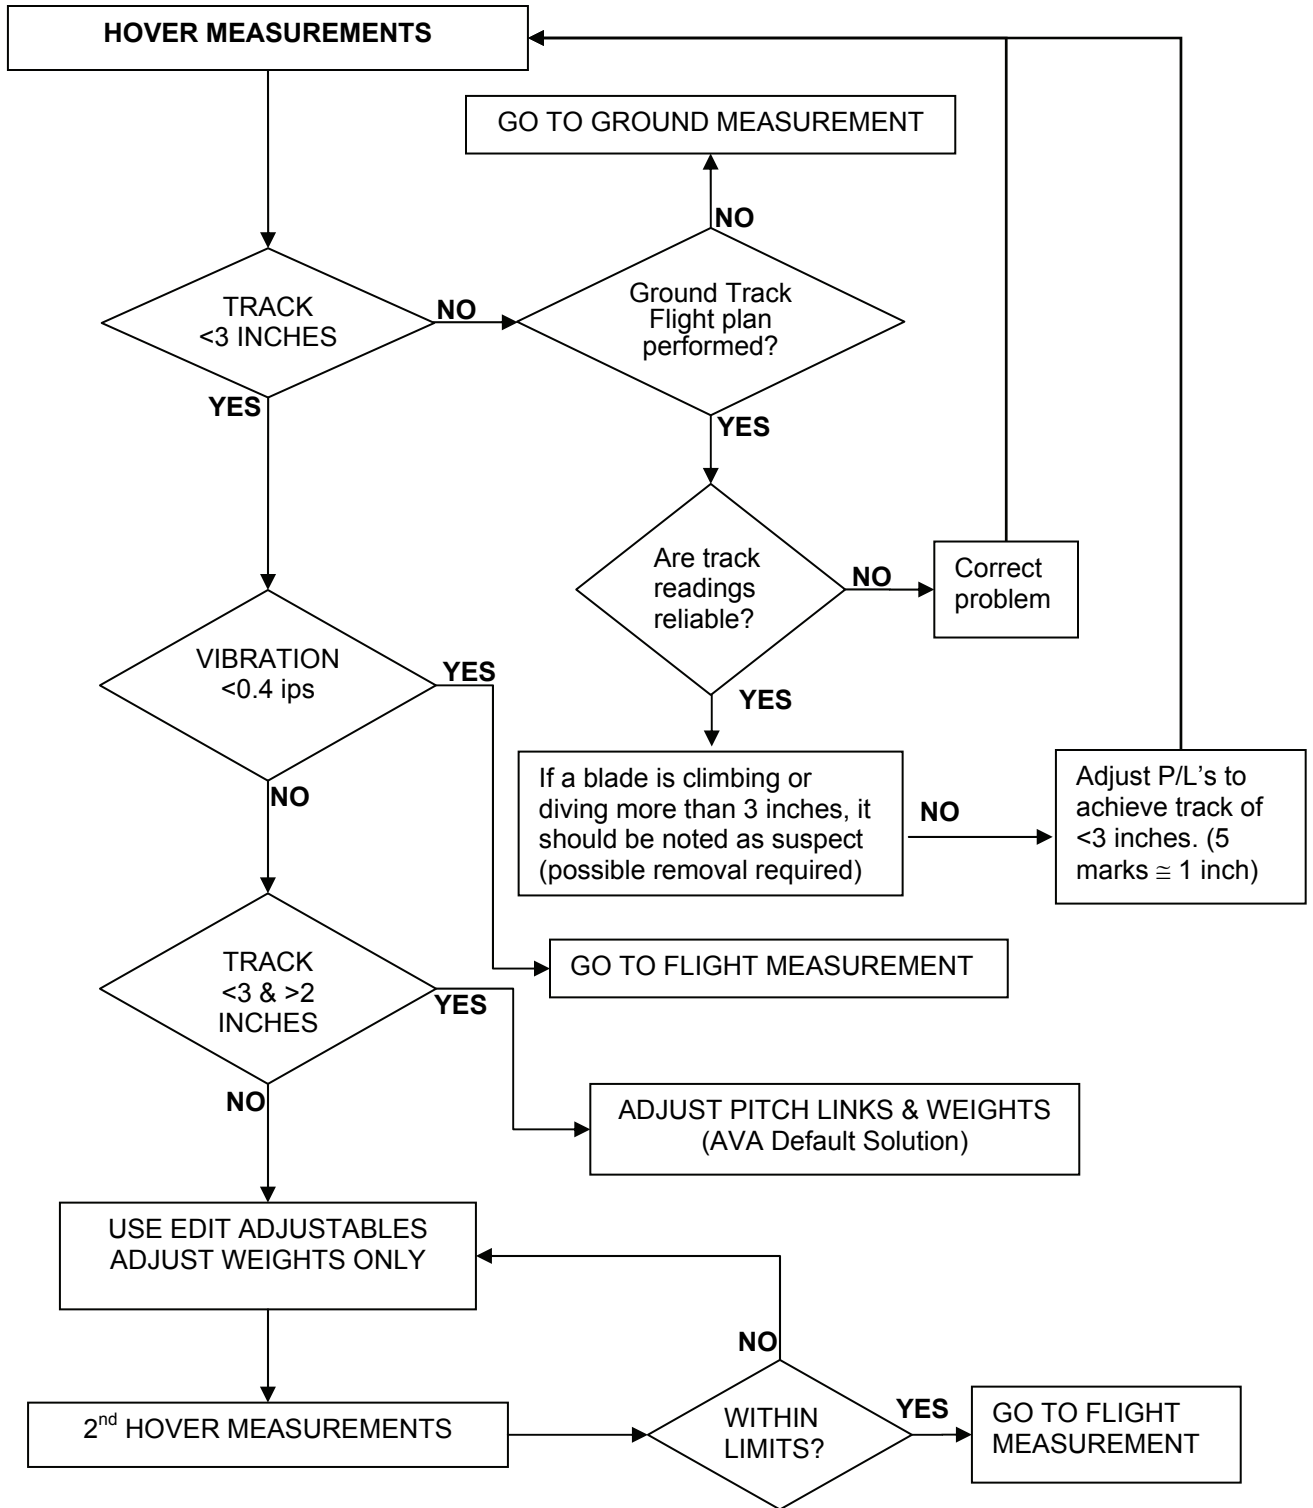 HOVER MEASUREMENTS
GO TO GROUND MEASUREMENT
NO
TRACK
<3 INCHES
NO
Ground Track
Flight plan
performed?
YES
YES
Are track
readings
reliable?
NO
Correct
problem
VIBRATION
<0.4 ips
YES
YES
If a blade is climbing or
diving more than 3 inches, it
should be noted as suspect
(possible removal required)
NO
Adjust P/L's to
achieve track of
<3 inches. (5
marks ≅ 1 inch)
NO
TRACK
<3 & >2
INCHES
YES
GO TO FLIGHT MEASUREMENT
NO
ADJUST PITCH LINKS & WEIGHTS
(AVA Default Solution)
USE EDIT ADJUSTABLES
ADJUST WEIGHTS ONLY
NO
2nd HOVER MEASUREMENTS
WITHIN
LIMITS?
YES
GO TO FLIGHT
MEASUREMENT